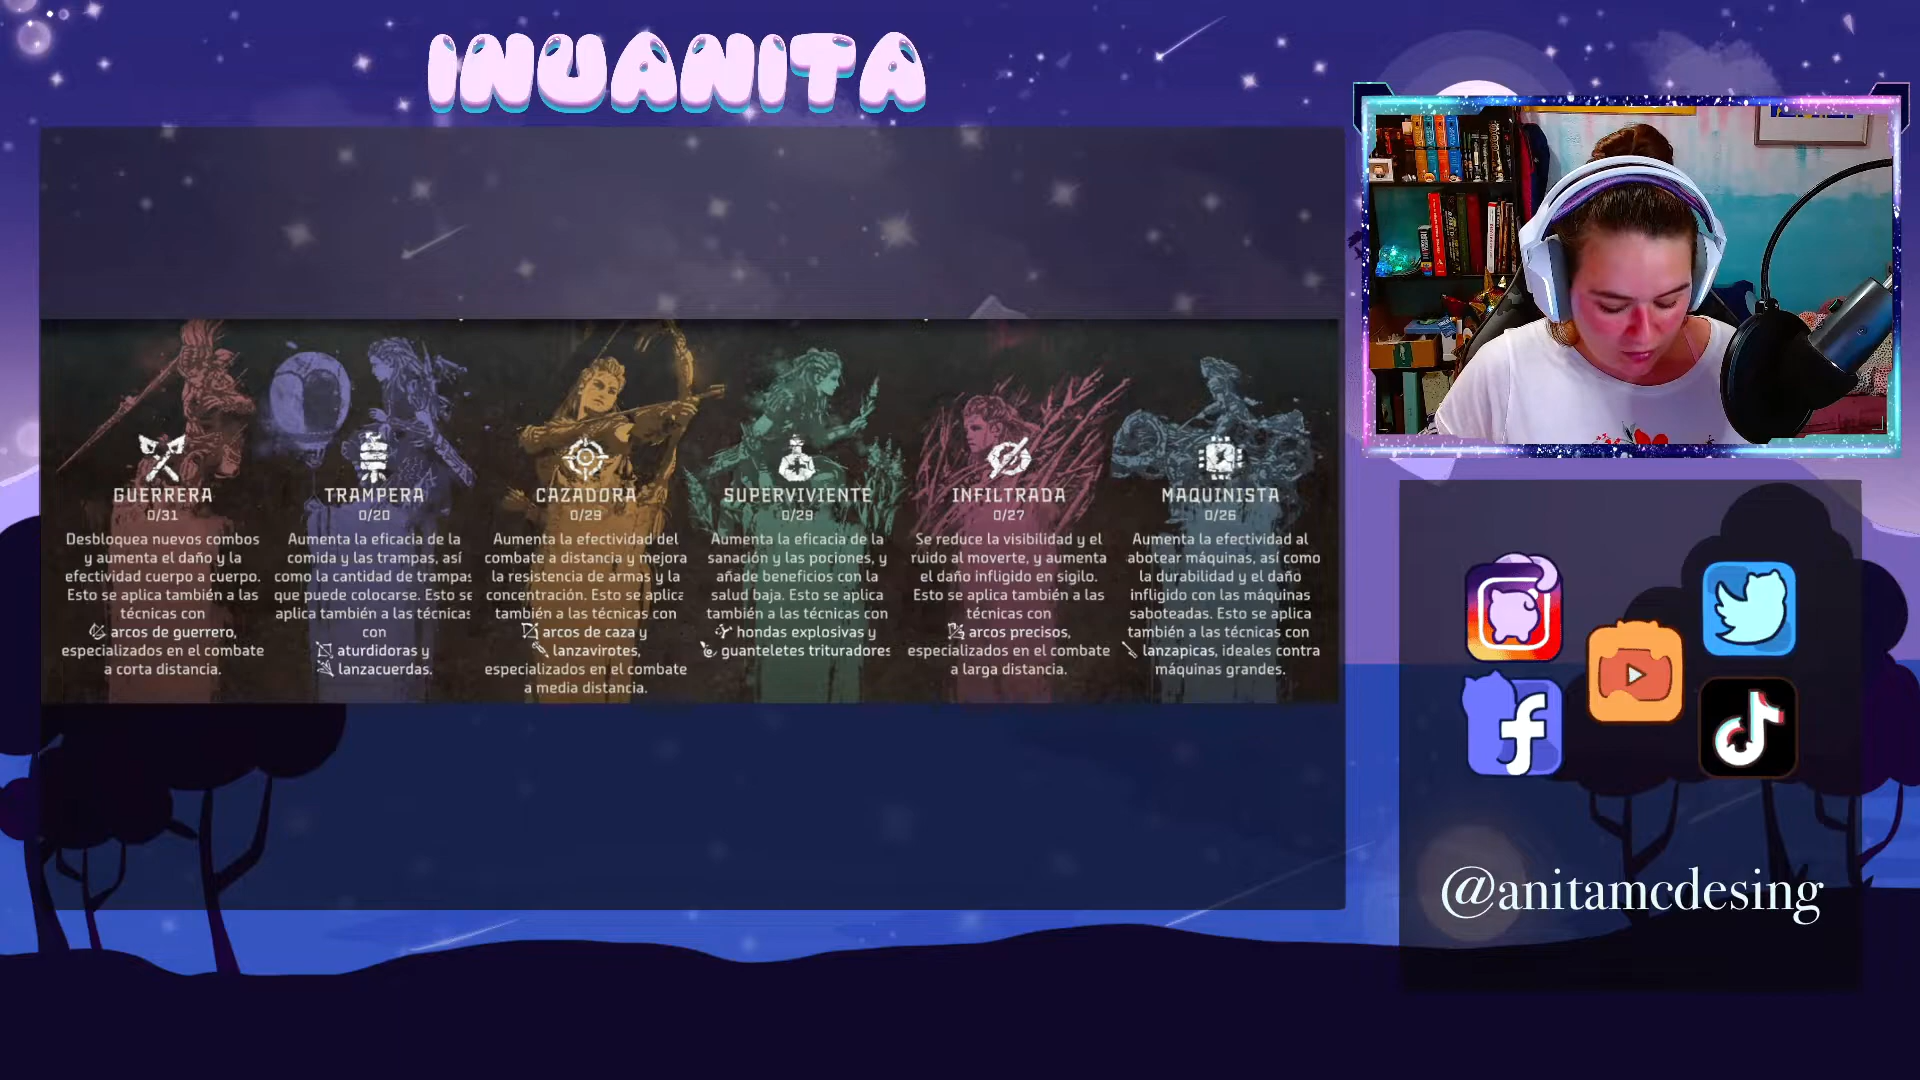 INUANITA
GUERRERA
0/31
Desbloquea nuevos combos
y aumenta el daño y la
efectividad cuerpo a cuerpo.
Esto se aplica también a las
técnicas con
arcos de guerrero,
especializados en el combate
a corta distancia.
TRAMPERA
0/20
Aumenta la eficacia de la
comida y las trampas, así
como la cantidad de trampas
que puede colocarse. Esto se
aplica también a las técnicas
con
aturdidoras y
lanzacuerdas.
CAZADORA
0/29
Aumenta la efectividad del
combate a distancia y mejora
la resistencia de armas y la
concentración. Esto se aplica
también a las técnicas con
arcos de caza y
lanzavirotes,
especializados en el combate
a media distancia.
SUPERVIVIENTE
0/29
Aumenta la eficacia de la
sanación y las pociones, y
añade beneficios con la
salud baja. Esto se aplica
también a las técnicas con
hondas explosivas y
guanteletes trituradores
INFILTRADA
0/27
Se reduce la visibilidad y el
ruido al moverte, y aumenta
el daño infligido en sigilo.
Esto se aplica también a las
técnicas con
arcos precisos,
especializados en el combate
a larga distancia.
MAQUINISTA
0/26
Aumenta la efectividad al
abotear máquinas, así como
la durabilidad y el daño
infligido con las máquinas
saboteadas. Esto se aplica
también a las técnicas con
lanzapicas, ideales contra
máquinas grandes.
@anitamcdesing